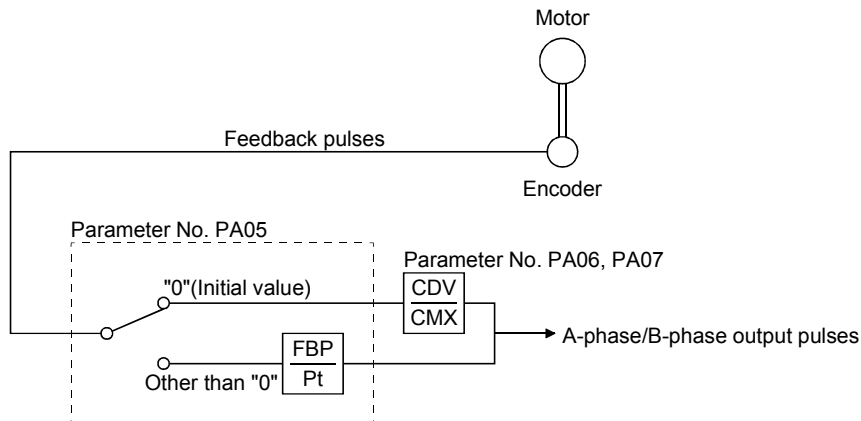 Motor
Feedback pulses
Encoder
Parameter No. PA05
Parameter No. PA06, PA07
"0"(Initial value)
CDV
CMX
A-phase/B-phase output pulses
FBP
Pt
Other than "0"